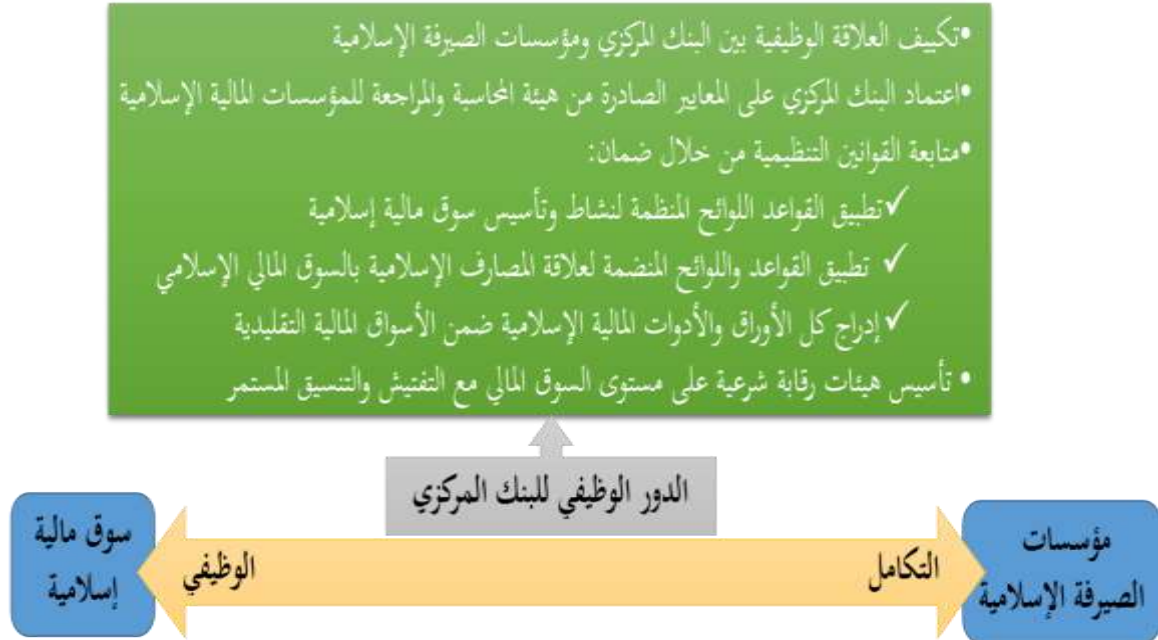 •تكييف العلاقة الوظيفية بين البنك المركزي ومؤسسات الصيرفة الإسلامية
•اعتماد البنك المركزي على المعايير الصادرة من هيئة المحاسبة والمراجعة للمؤسسات المالية الإسلامية
•متابعة القوانين التنظيمية من خلال ضمان:
✓تطبيق القواعد اللوائح المنظمة لنشاط وتأسيس سوق مالية إسلامية
✓ تطبيق القواعد واللوائح المنضمة لعلاقة المصارف الإسلامية بالسوق المالي الإسلامي
✓إدراج كل الأوراق والأدوات المالية الإسلامية ضمن الأسواق المالية التقليدية
• تأسيس هيئات رقابة شرعية على مستوى السوق المالي مع التفتيش والتنسيق المستمر
الدور الوظيفي للبنك المركزي
مؤسسات
الصيرفة الإسلامية
التكامل
الوظيفي
سوق مالية
إسلامية